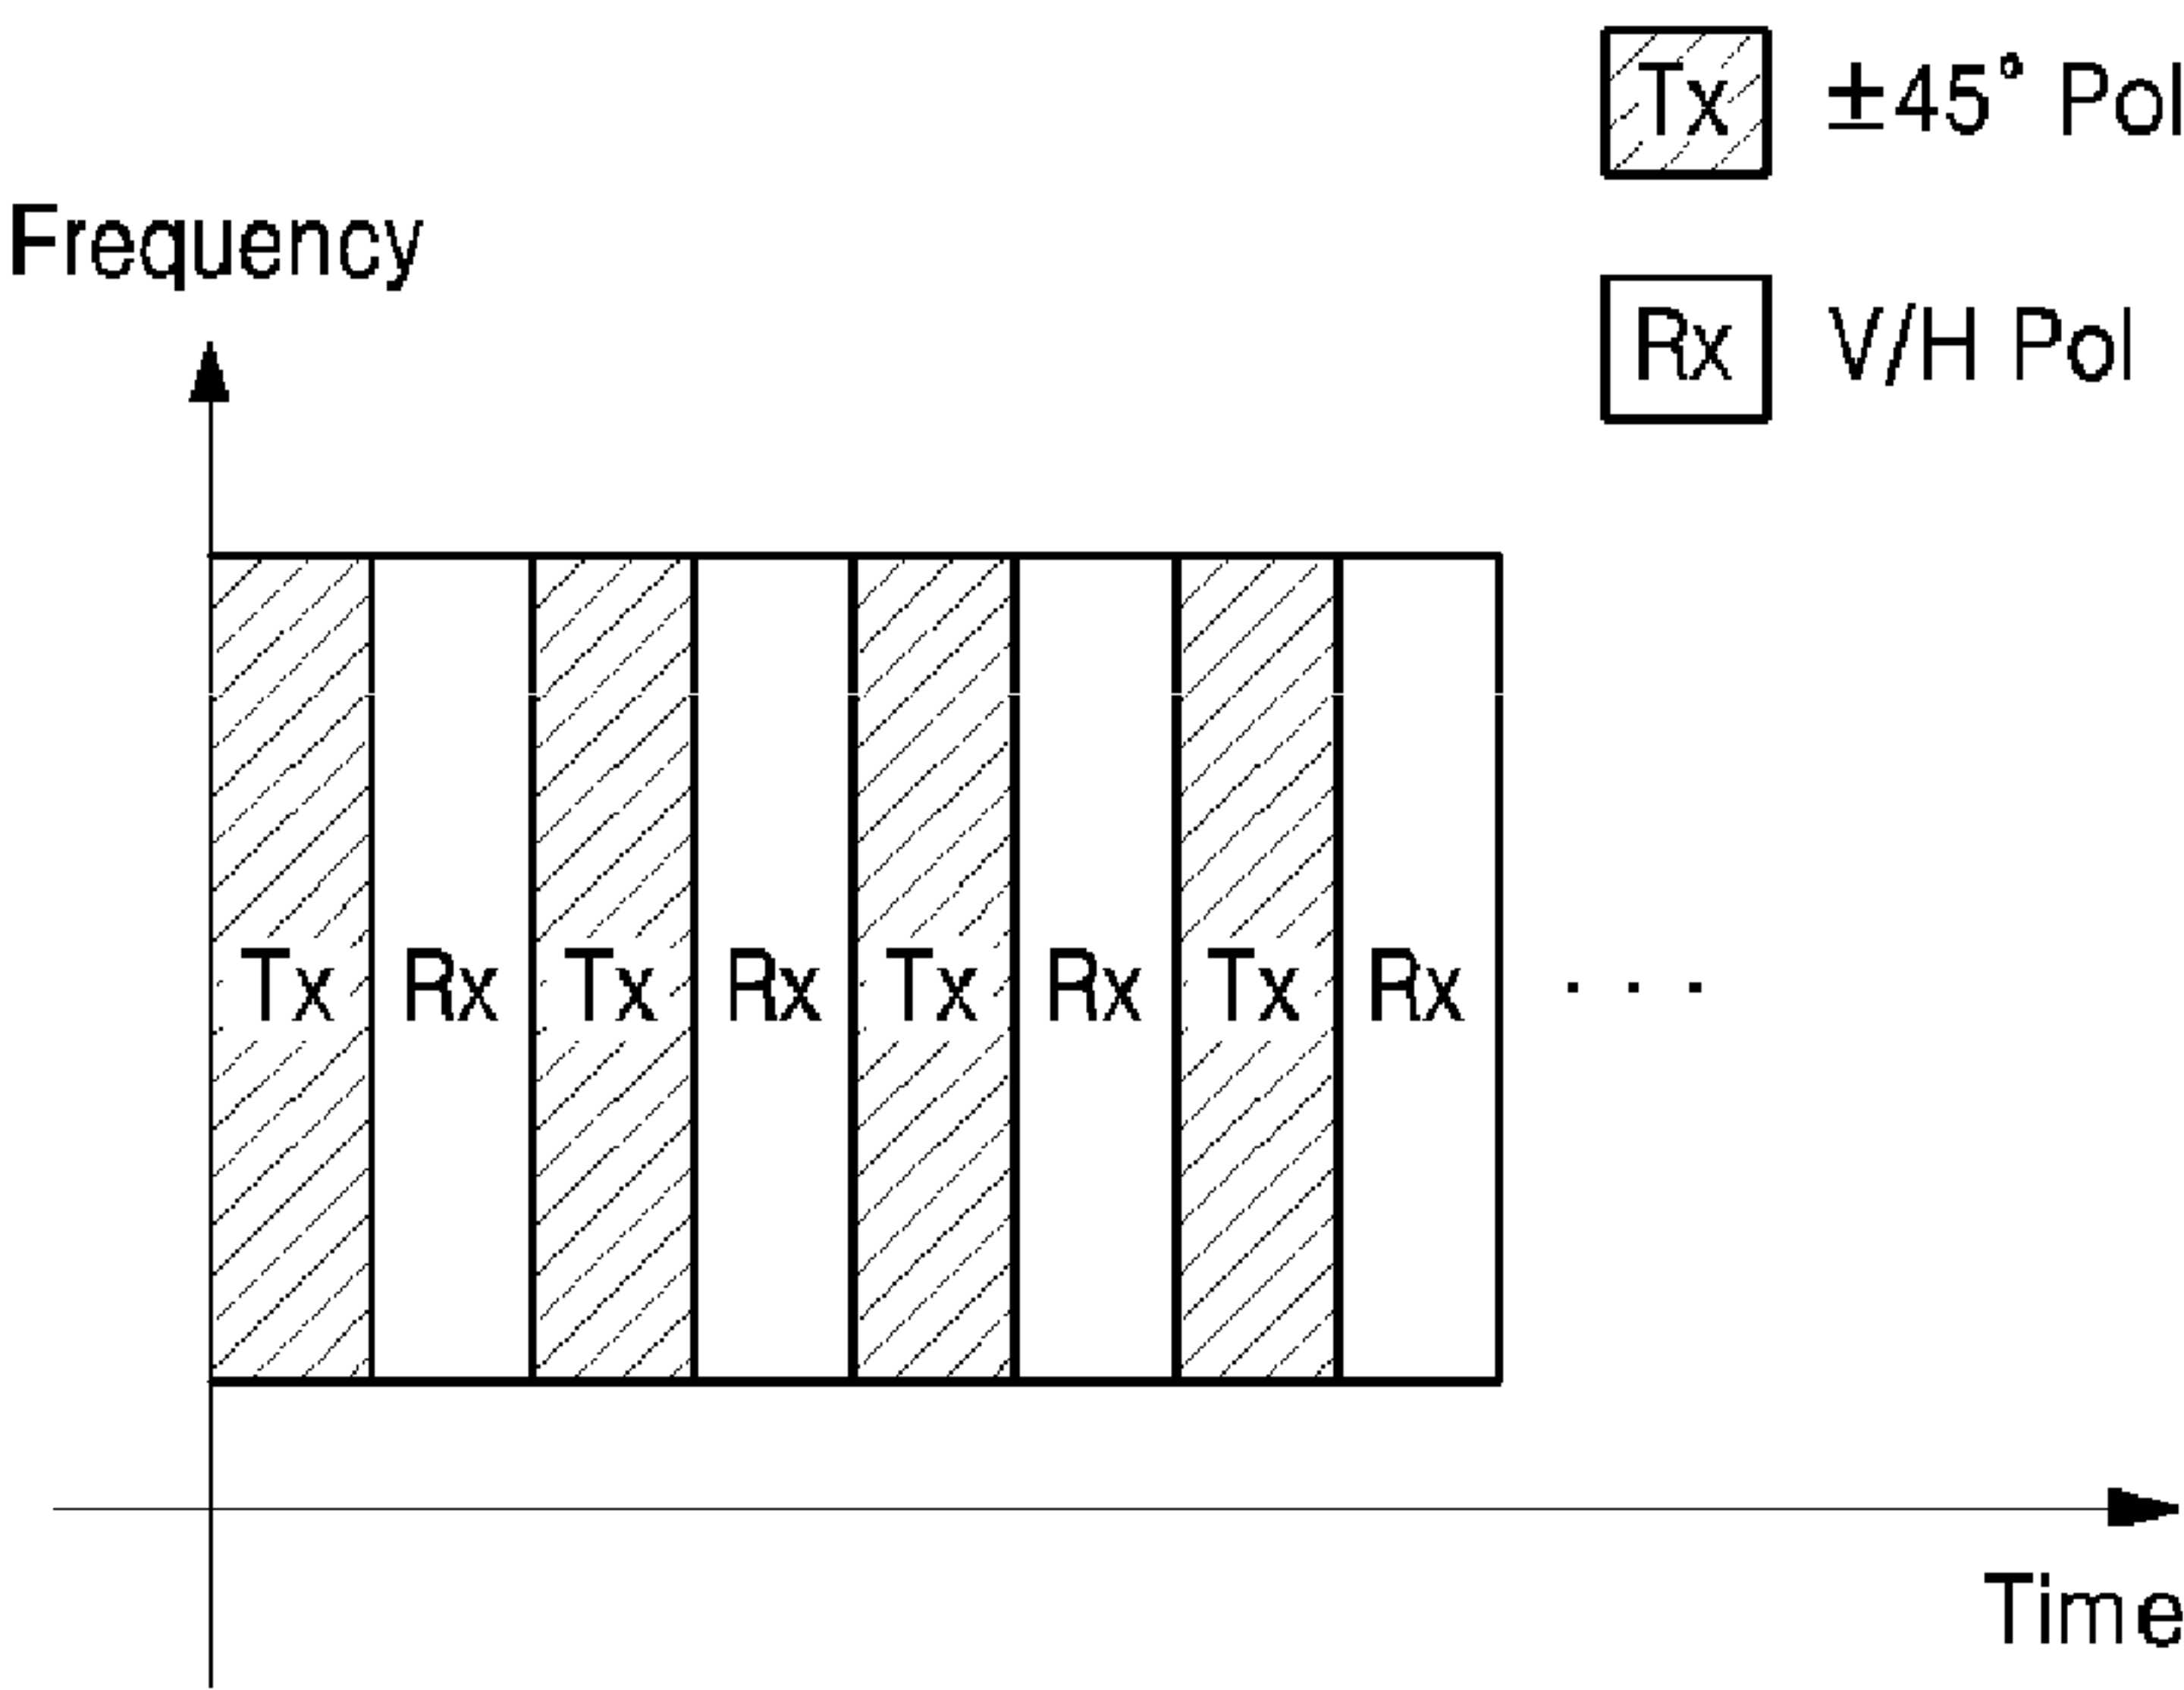 Tx ±45° Pol
Frequency
Rx V/H Pol
Tx Rx Tx Rx Tx Rx Tx Rx . . .
Time